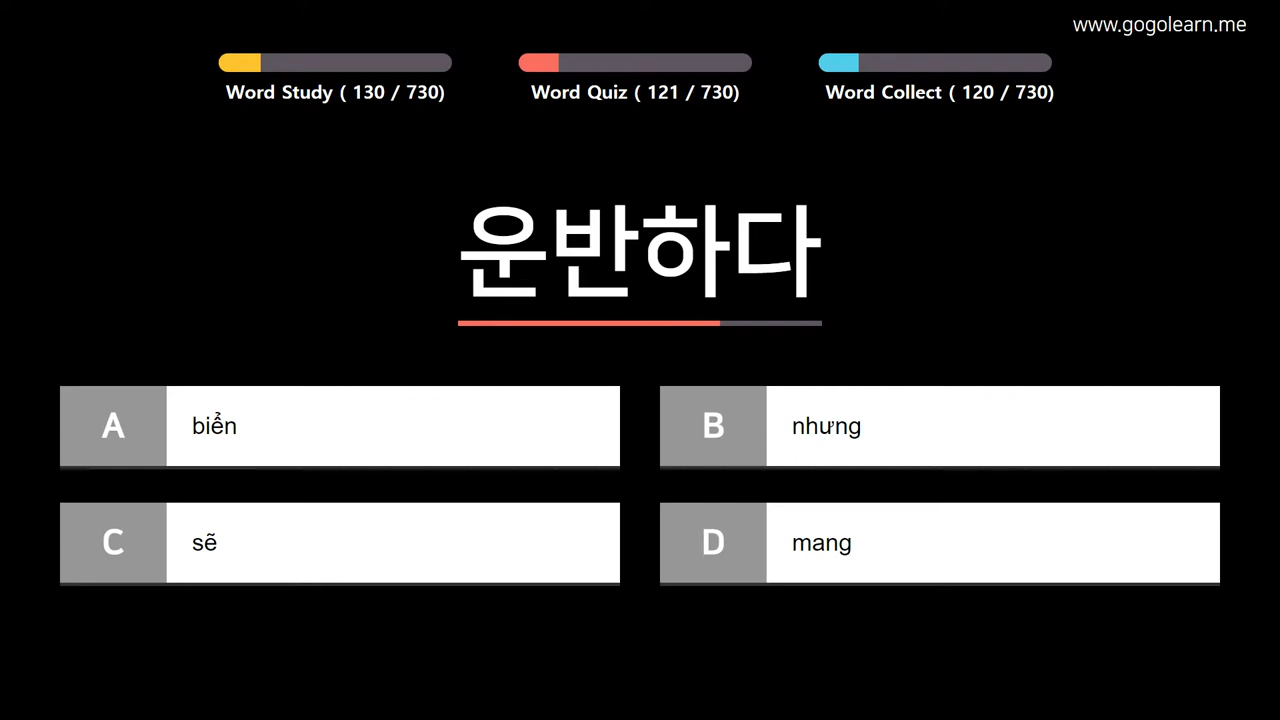 www.gogolearn.me
Word Study ( 130 / 730)
Word Quiz ( 121 / 730)
Word Collect ( 120 / 730)
운반하다
A biển
B nhưng
C sẽ
D mang